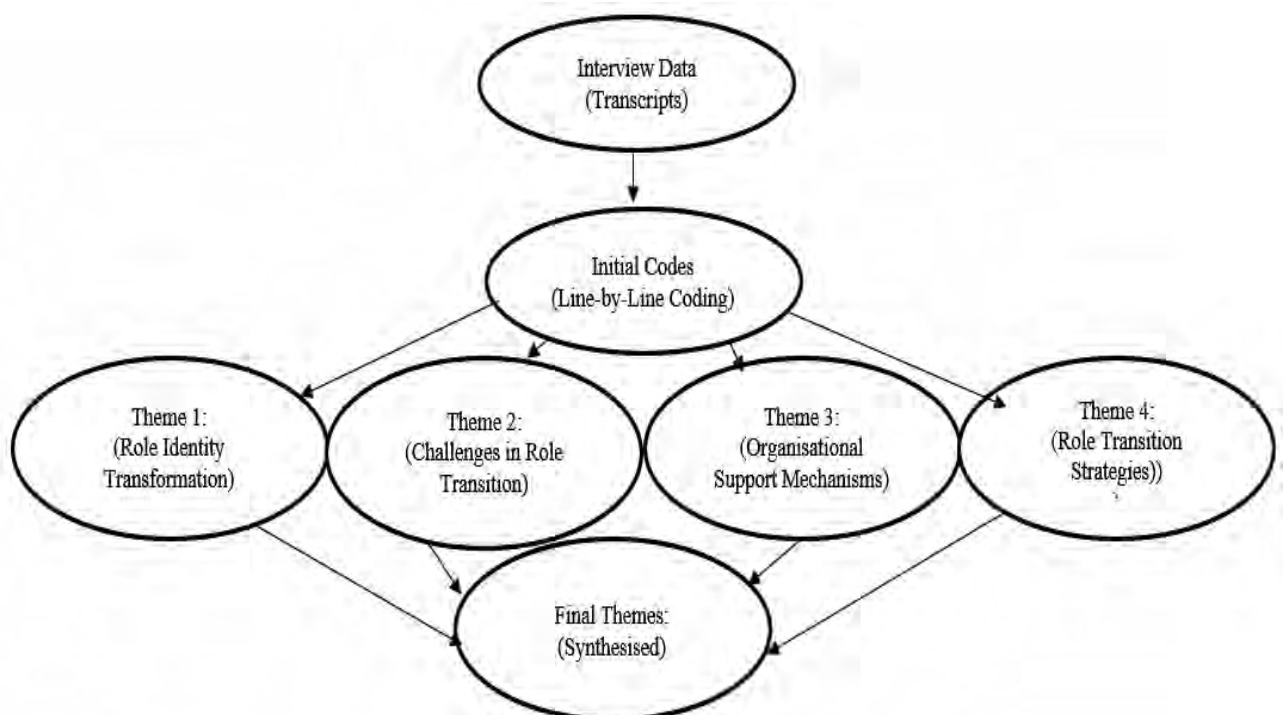 Interview Data
(Transcripts)
Initial Codes
(Line-by-Line Coding)
Theme 1:
(Role Identity
Transformation)
Theme 2:
(Challenges in Role
Transition)
Theme 3:
(Organisational
Support Mechanisms)
Theme 4:
(Role Transition
Strategies))
Final Themes:
(Synthesised)